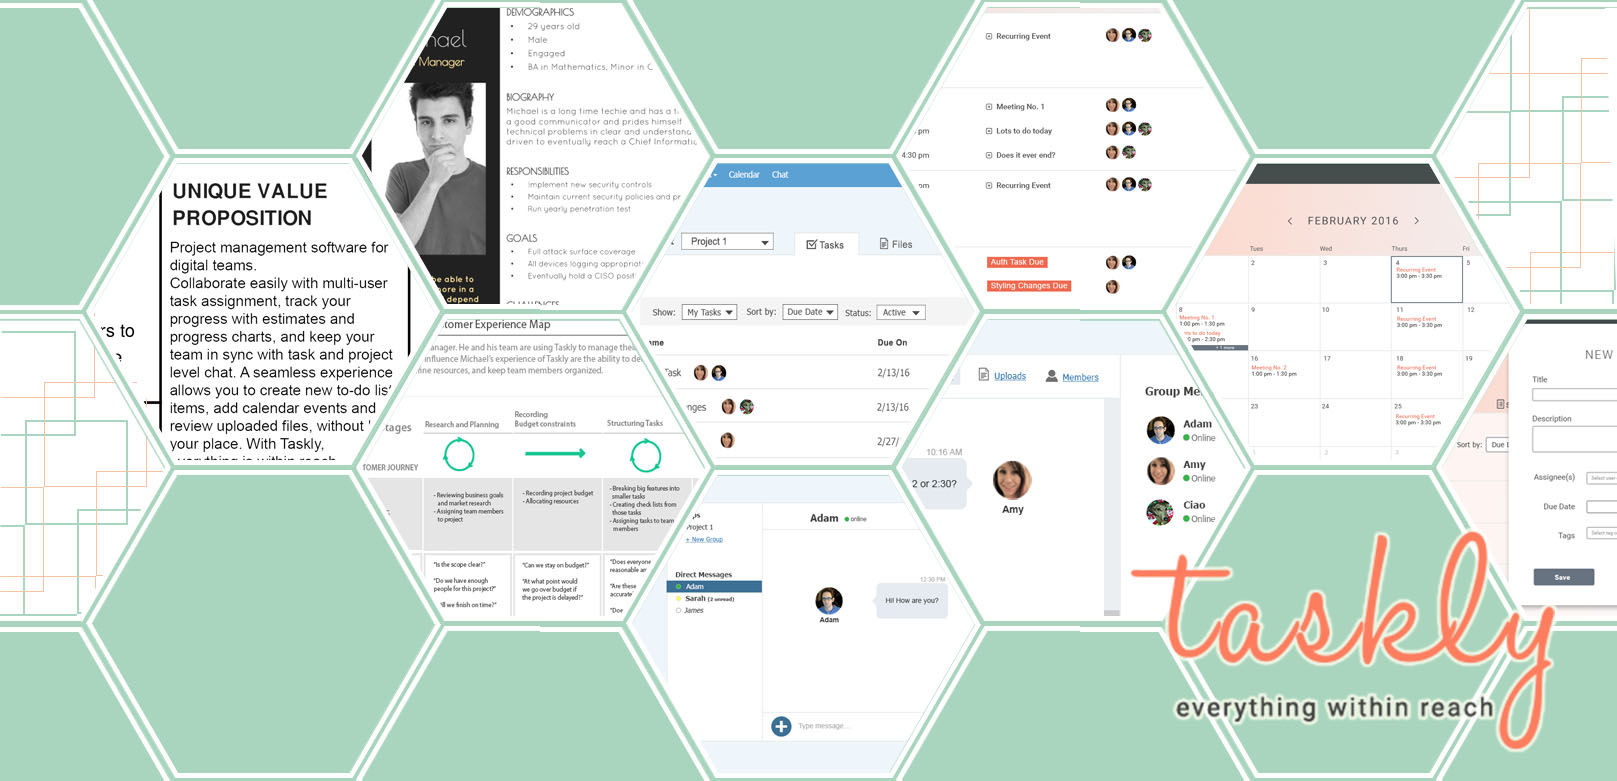 UNIQUE VALUE
PROPOSITION
Project management software for
digital teams.
Collaborate easily with multi-user
task assignment, track your
progress with estimates and
progress charts, and keep your
team in sync with task and project
level chat. A seamless experience
allows you to create new to-do
items, add calendar events and
review uploaded files, without
your place. With Taskly,
everything is within reach
rs to
Manager
DEMOGRAPHICS
• 29 years old
• Male
• Engaged
• BA in Mathematics, Minor in
BIOGRAPHY
Michael is a long time techie and has a
a good communicator and prides himself
technical problems in clear and
driven to eventually reach a Chief
RESPONSIBILITIES
• Implement new security controls
• Maintain current security policies and
• Run yearly penetration test
GOALS
• Full attack surface coverage
• All devices logging
• Eventually hold a CISO
CHALLENGES
be able to
more in a
depend
tomer Experience Map
anager. He and his team are using Taskly to manage their
influence Michael's experience of Taskly are the ability to
ine resources, and keep team members organized.
tages
Research and Planning
Recording
Budget constraints
Structuring Tasks
TOMER JOURNEY
- Reviewing business goals
and market research
- Assigning team members
to project
- Recording project budget
- Allocating resources
- Breaking big features into
smaller tasks
- Creating check lists from
those tasks
- Assigning tasks to team
members
"Is the scope clear?"
"Do we have enough
people for this project?"
"Will we finish on time?"
"Can we stay on budget?"
"At what point would
we go over budget if
the project is delayed?"
"Does everyone
reasonable
"Are these
"Doe
Calendar Chat
Project 1
Tasks
Files
Show: My Tasks Sort by: Due Date Status: Active
ame Due On
Task 2/13/16
nges 2/13/16
2/27/
Recurring Event
Meeting No. 1
pm Lots to do today
4:30 pm Does it ever end?
pm Recurring Event
Auth Task Due
Styling Changes Due
Uploads Members
Group
10:16 AM
2 or 2:30?
Amy
Adam
Online
Amy
Online
Ciao
Online
Project 1
+ New Group
Direct Messages
Adam
Sarah (2 unread)
James
Adam online
12:30 PM
Hi! How are you?
Adam
Type message...
< FEBRUARY 2016 >
Tues Wed Thurs Fri
2 3 4 5
Recurring Event
3:00 pm - 3:30 pm
8 9 10 11 12
Meeting No. 1
1:00 pm - 1:30 pm
Lots to do today
2:30 pm
+ 1 more
Recurring Event
3:00 pm - 3:30 pm
16 17 18 19
Meeting No. 2
1:00 pm - 1:30 pm
Recurring Event
3:00 pm - 3:30 pm
23 24 25
Recurring Event
3:00 pm - 3:30 pm
1 2 3
NEW
Title
Description
Sort by:
Assignee(s)
Due Date
Tags
Save
taskly
everything within reach